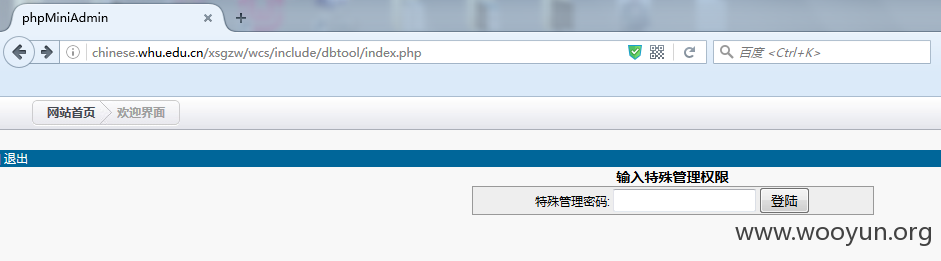 phpMiniAdmin
chinese.whu.edu.cn/xsgzw/wcs/include/dbtool/index.php
百度 <Ctrl+K>
网站首页 欢迎界面
退出
输入特殊管理权限
特殊管理密码: 登陆
www.wooyun.org